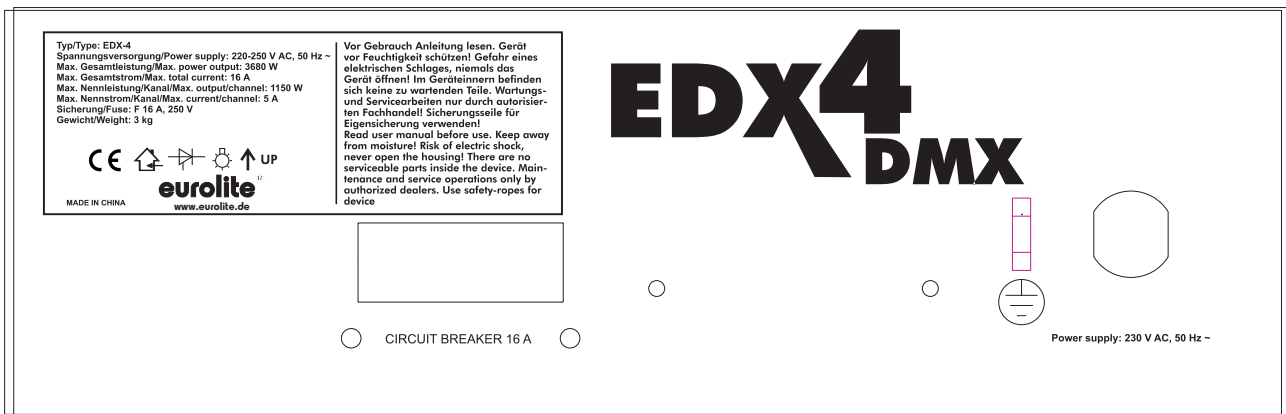 Typ/Type: EDX-4
Spannungsversorgung/Power supply: 220-250 V AC, 50 Hz ~
Max. Gesamtleistung/Max. power output: 3680 W
Max. Gesamtstrom/Max. total current: 16 A
Max. Nennleistung/Kanal/Max. output/channel: 1150 W
Max. Nennstrom/Kanal/Max. current/channel: 5 A
Sicherung/Fuse: F 16 A, 250 V
Gewicht/Weight: 3 kg
CE
UP
eurolite®
www.eurolite.de
MADE IN CHINA
Vor Gebrauch Anleitung lesen. Gerät
vor Feuchtigkeit schützen! Gefahr eines
elektrischen Schlages, niemals das
Gerät öffnen! Im Geräteinnern befinden
sich keine zu wartenden Teile. Wartungs-
und Servicearbeiten nur durch autorisier-
ten Fachhandel! Sicherungsseile für
Eigensicherung verwenden!
Read user manual before use. Keep away
from moisture! Risk of electric shock,
never open the housing! There are no
serviceable parts inside the device. Main-
tenance and service operations only by
authorized dealers. Use safety-ropes for
device
EDX4
DMX
CIRCUIT BREAKER 16 A
Power supply: 230 V AC, 50 Hz ~